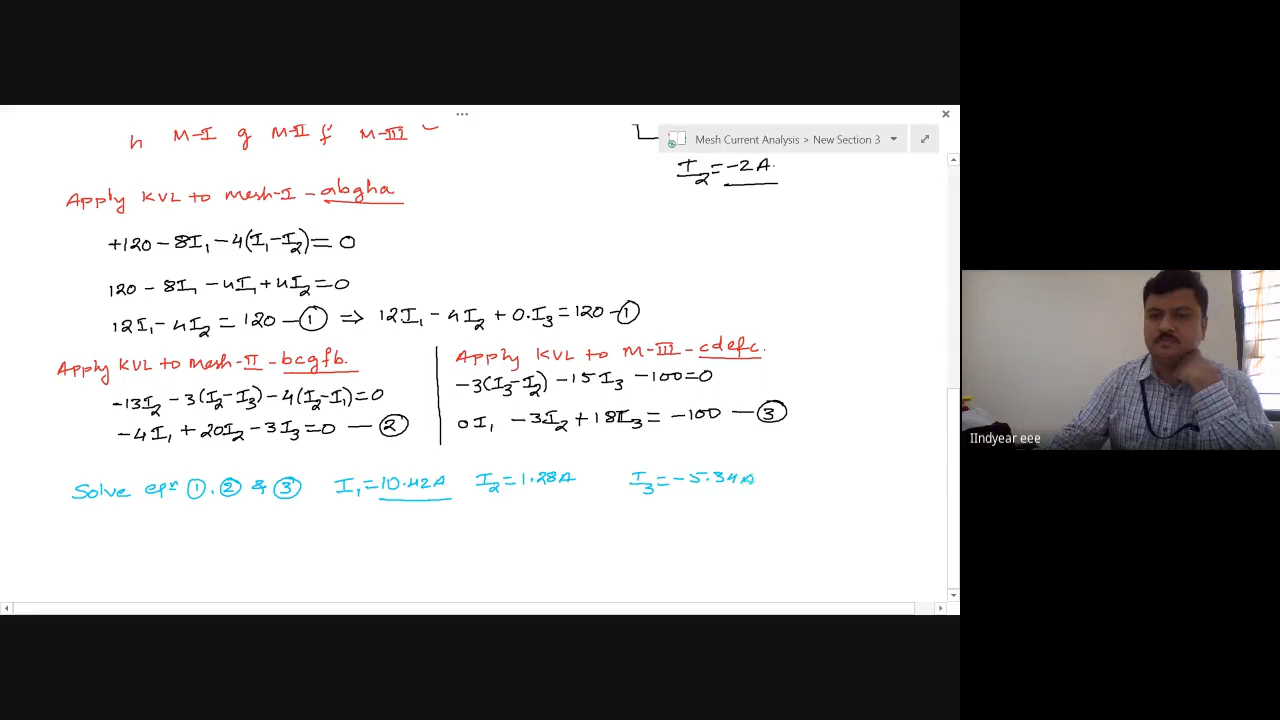 h M-I g M-II f M-III
Mesh Current Analysis > New Section 3
I₂ = -2A.
Apply KVL to mesh-I - abgha
+120 - 8I₁ - 4(I₁-I₂) = 0
120 - 8I₁ - 4I₁ + 4I₂ = 0
12I₁ - 4I₂ = 120 — ① ⇒ 12I₁ - 4I₂ + 0.I₃ = 120 - ①
Apply KVL to mesh-II - bcgfb.
-13I₂ - 3(I₂-I₃) - 4(I₂-I₁) = 0
-4I₁ + 20I₂ - 3I₃ = 0 — ②
Apply KVL to M-III - cdefc.
-3(I₃-I₂) - 15I₃ - 100 = 0
0I₁ - 3I₂ + 18I₃ = -100 — ③
Solve eqⁿ ①, ② & ③ I₁ = 10.42A I₂ = 1.28A I₃ = -5.34A
IIndyear eee